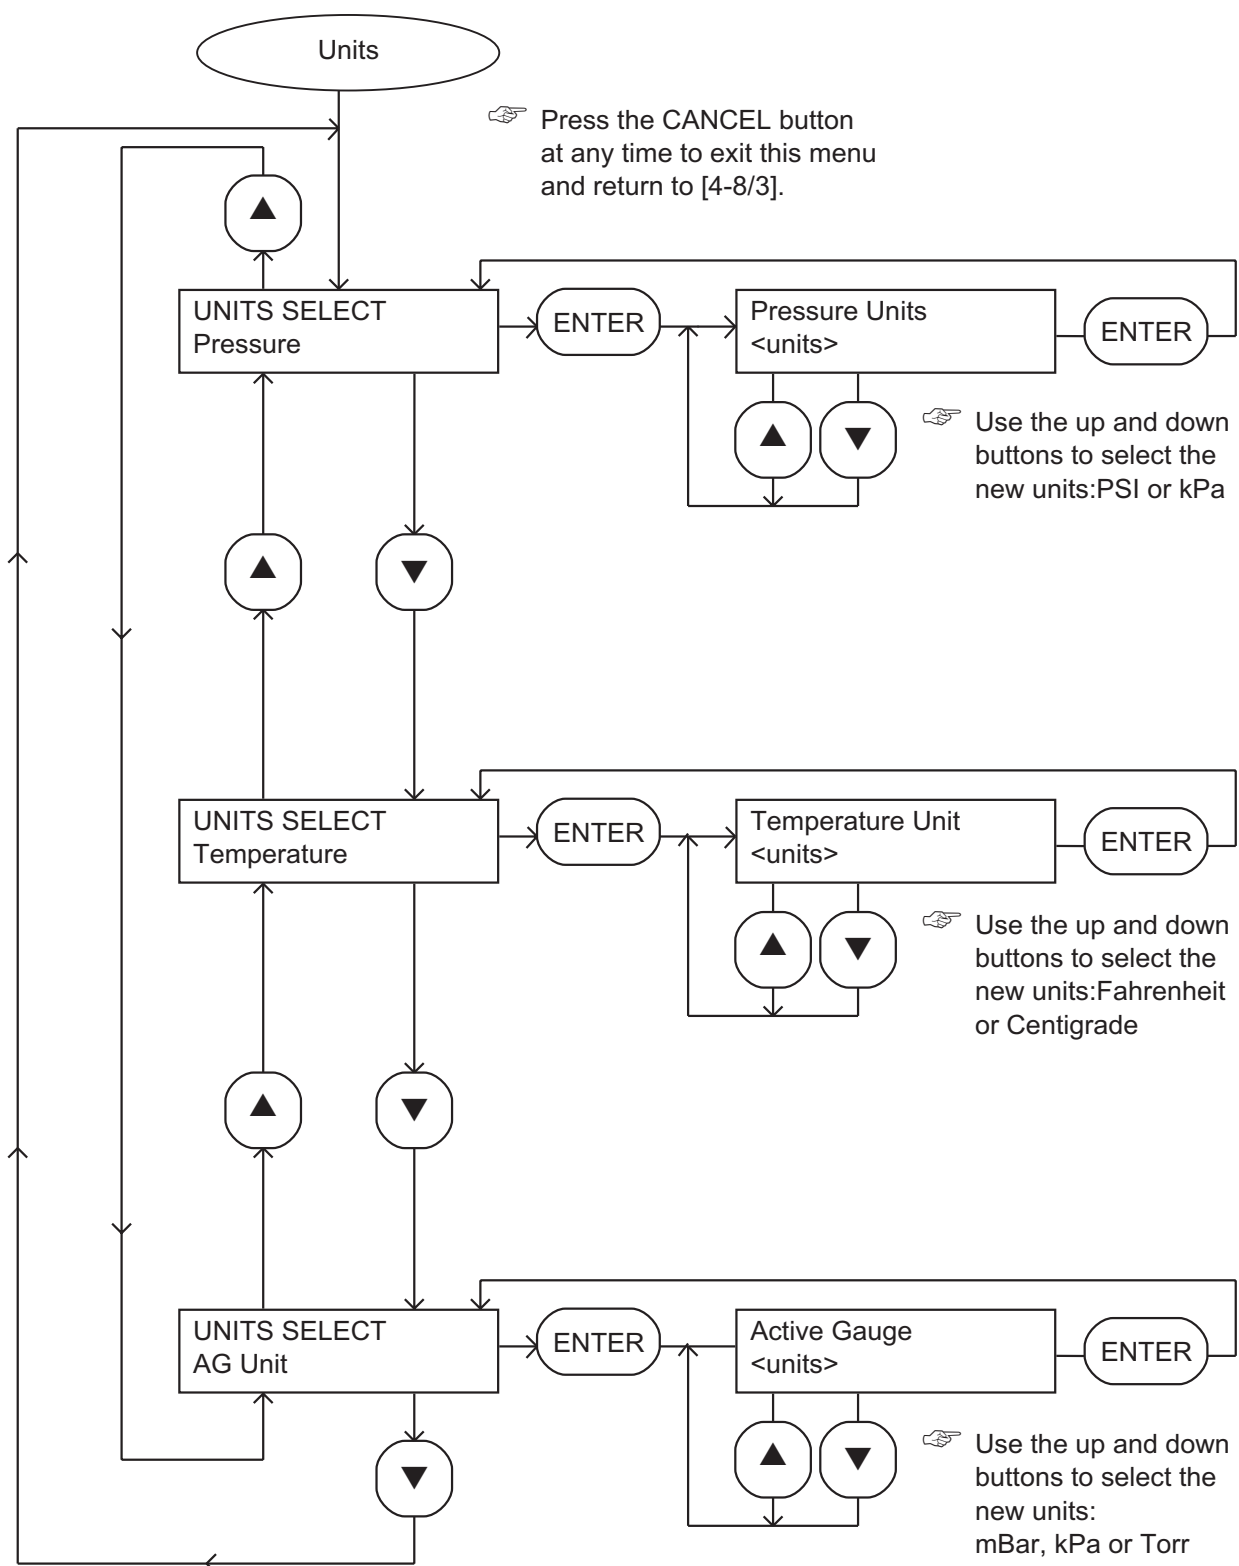 Units
☞ Press the CANCEL button
at any time to exit this menu
and return to [4-8/3].
UNITS SELECT
Pressure
ENTER
Pressure Units
<units>
ENTER
☞ Use the up and down
buttons to select the
new units:PSI or kPa
UNITS SELECT
Temperature
ENTER
Temperature Unit
<units>
ENTER
☞ Use the up and down
buttons to select the
new units:Fahrenheit
or Centigrade
UNITS SELECT
AG Unit
ENTER
Active Gauge
<units>
ENTER
☞ Use the up and down
buttons to select the
new units:
mBar, kPa or Torr